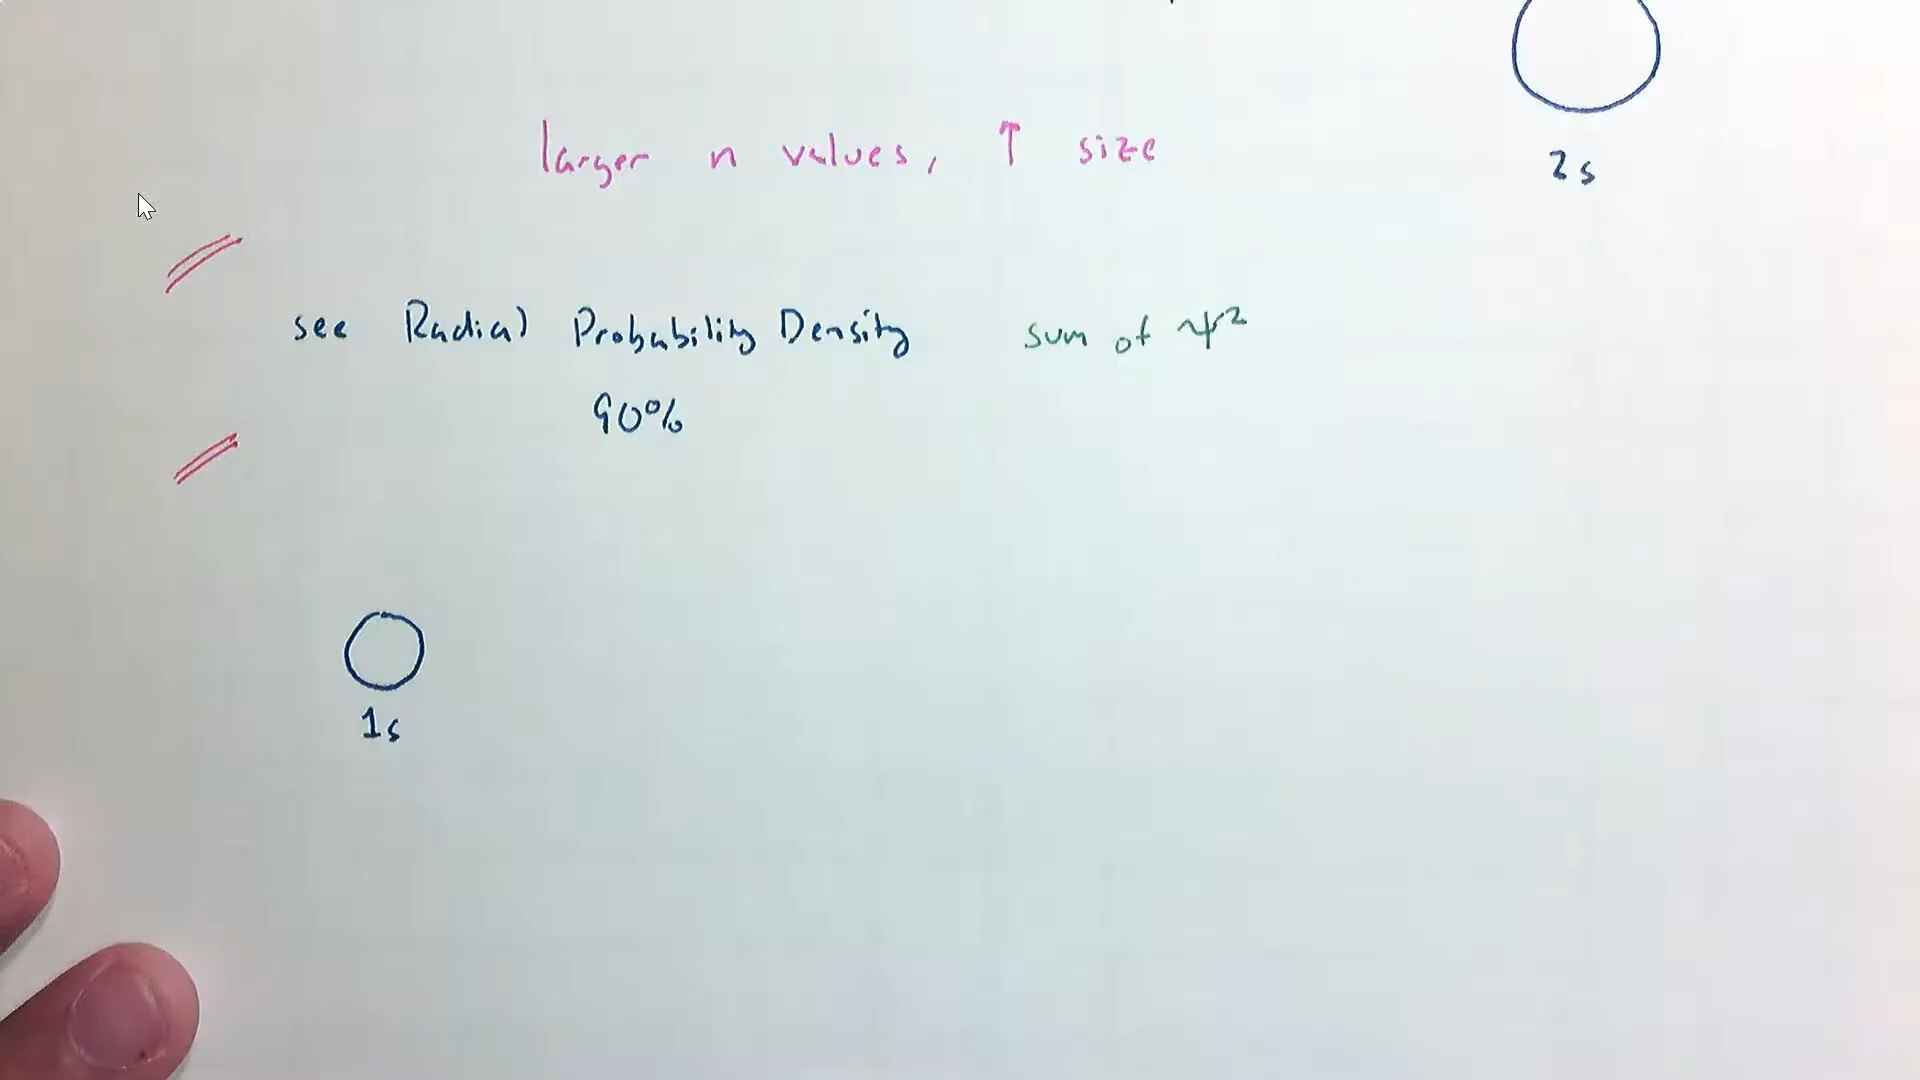 larger n values, ↑ size
2s
see Radial Probability Density sum of ψ²
90%
1s